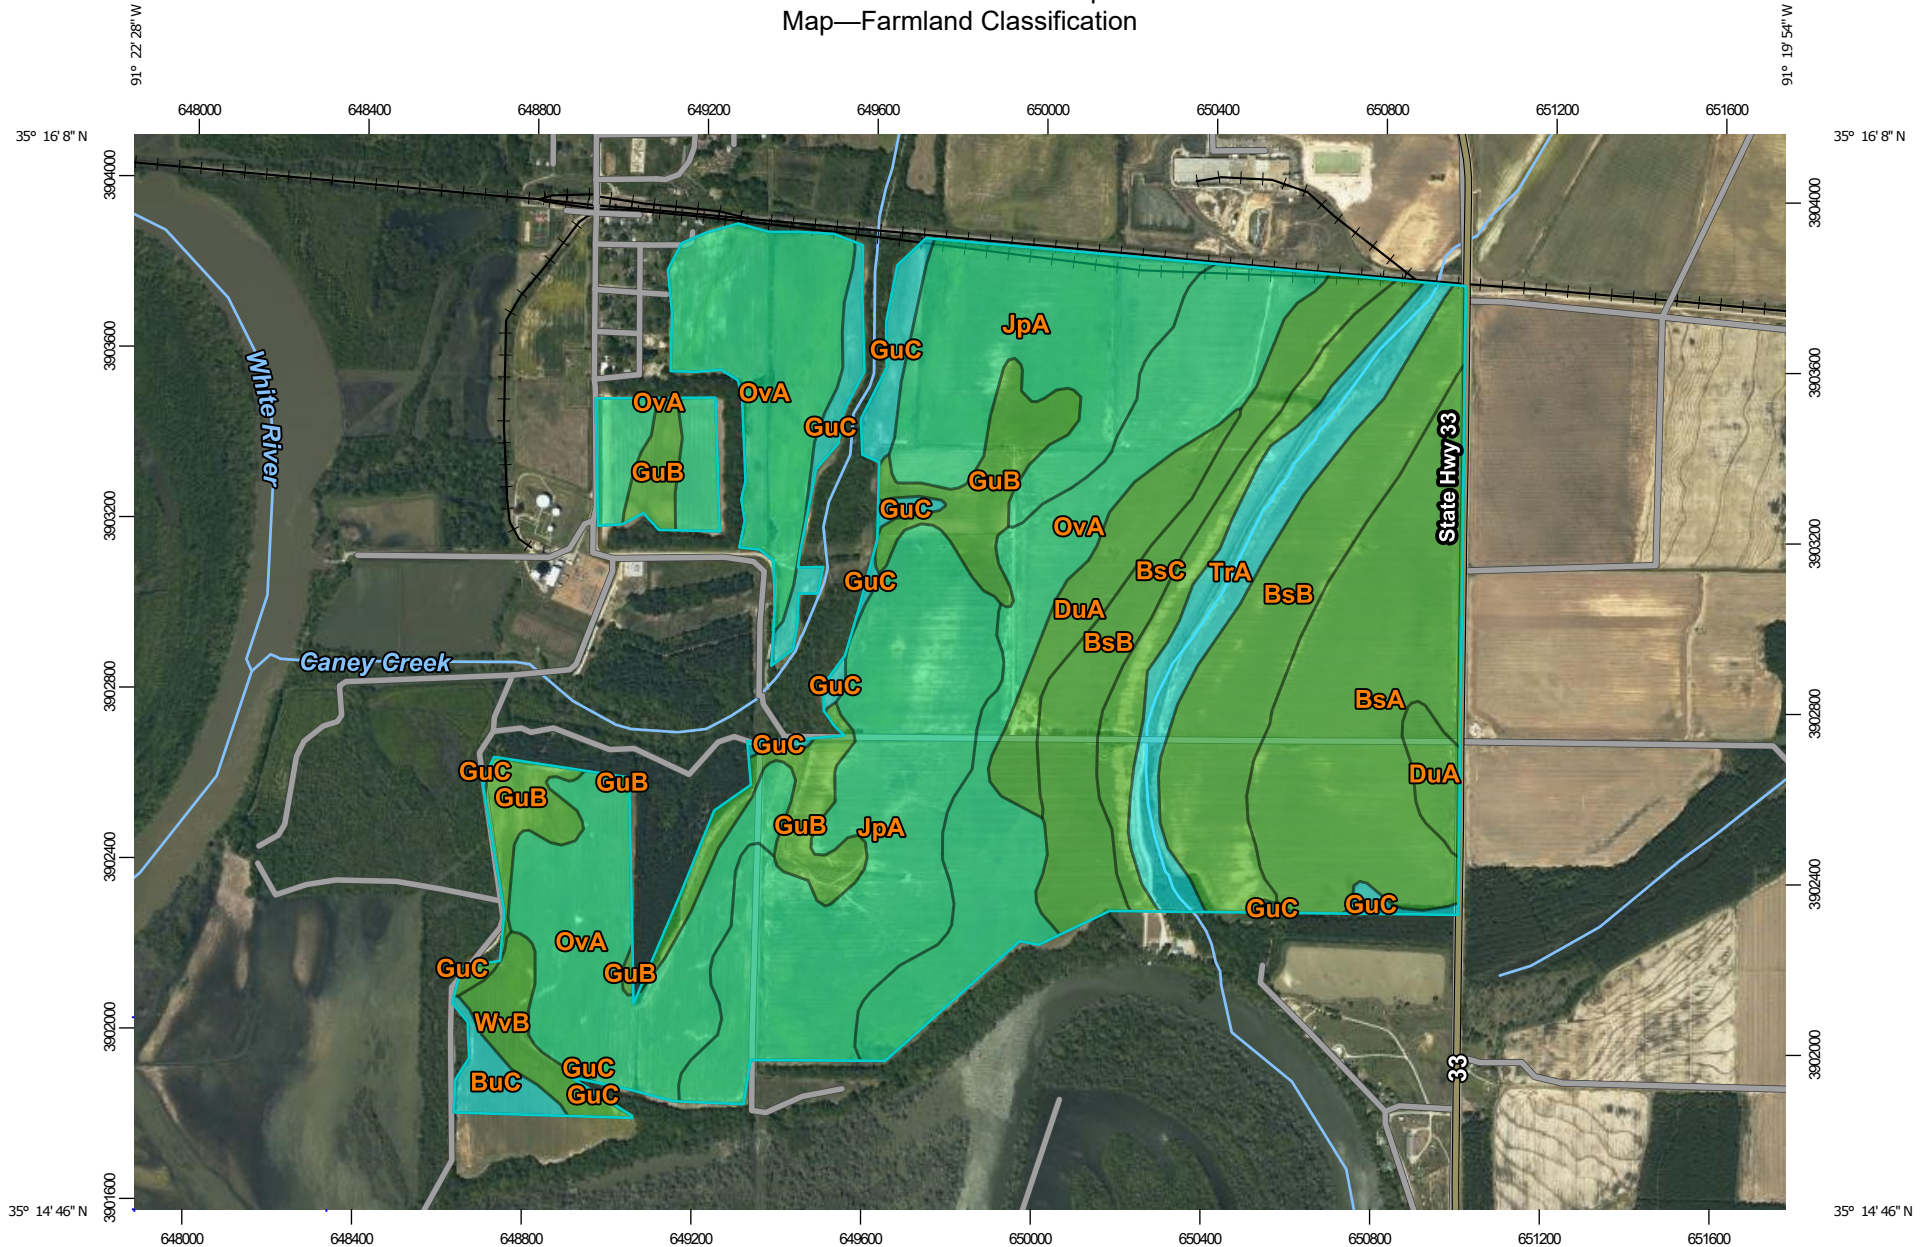 Map—Farmland Classification
91° 22' 28" W
91° 19' 54" W
648000 648400 648800 649200 649600 650000 650400 650800 651200 651600
35° 16' 8" N
35° 16' 8" N
3904000
3904000
JpA
GuC
3903600
3903600
White River
OvA
OvA
GuC
State Hwy 33
GuB
GuB
GuC
3903200
OvA
3903200
BsC
TrA
GuC
BsB
DuA
BsB
Caney Creek
3902800
GuC
BsA
3902800
GuC
GuC
GuB
DuA
GuB
GuB
JpA
3902400
3902400
GuC
GuC
OvA
GuC
GuB
WvB
3902000
3902000
33
GuC
BuC
GuC
3901600
35° 14' 46" N
35° 14' 46" N
648000 648400 648800 649200 649600 650000 650400 650800 651200 651600